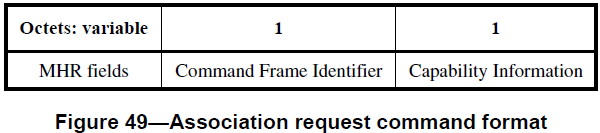 Octets: variable 1 1
MHR fields Command Frame Identifier Capability Information
Figure 49—Association request command format